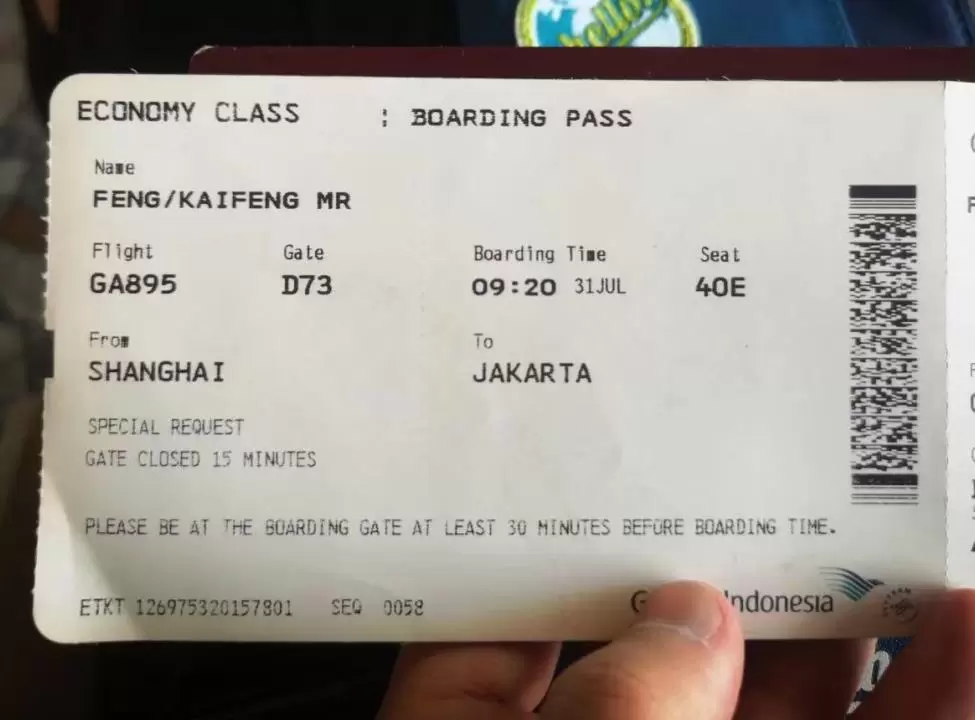 hello
ECONOMY CLASS : BOARDING PASS
Name
FENG/KAIFENG MR
Flight Gate Boarding Time Seat
GA895 D73 09:20 31JUL 40E
From To
SHANGHAI JAKARTA
SPECIAL REQUEST
GATE CLOSED 15 MINUTES
PLEASE BE AT THE BOARDING GATE AT LEAST 30 MINUTES BEFORE BOARDING TIME.
ETKT 126975320157801 SEQ 0058
Indonesia